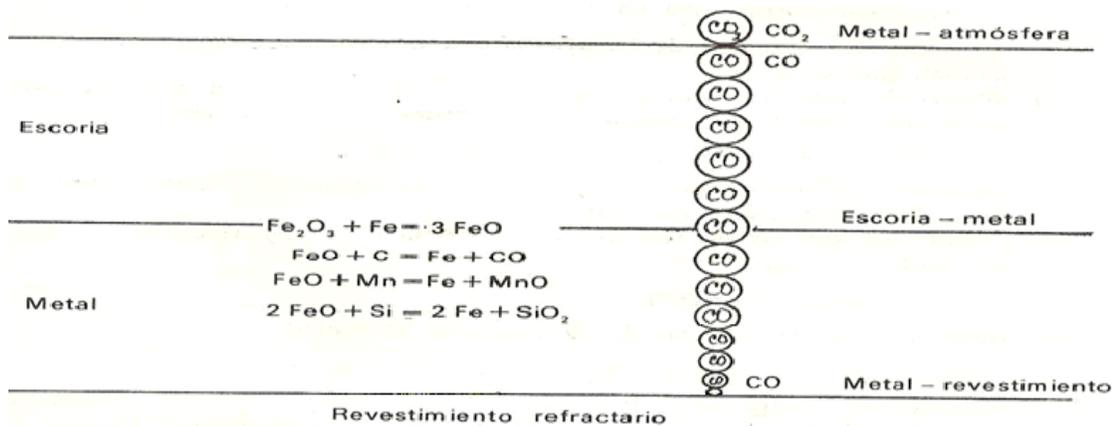 CO₂ CO₂ Metal – atmósfera
CO CO
CO
Escoria CO
CO
CO
Fe₂O₃ + Fe = 3 FeO CO Escoria – metal
FeO + C = Fe + CO CO
FeO + Mn = Fe + MnO CO
Metal 2 FeO + Si = 2 Fe + SiO₂ CO
CO
CO
CO CO Metal – revestimiento
Revestimiento refractario